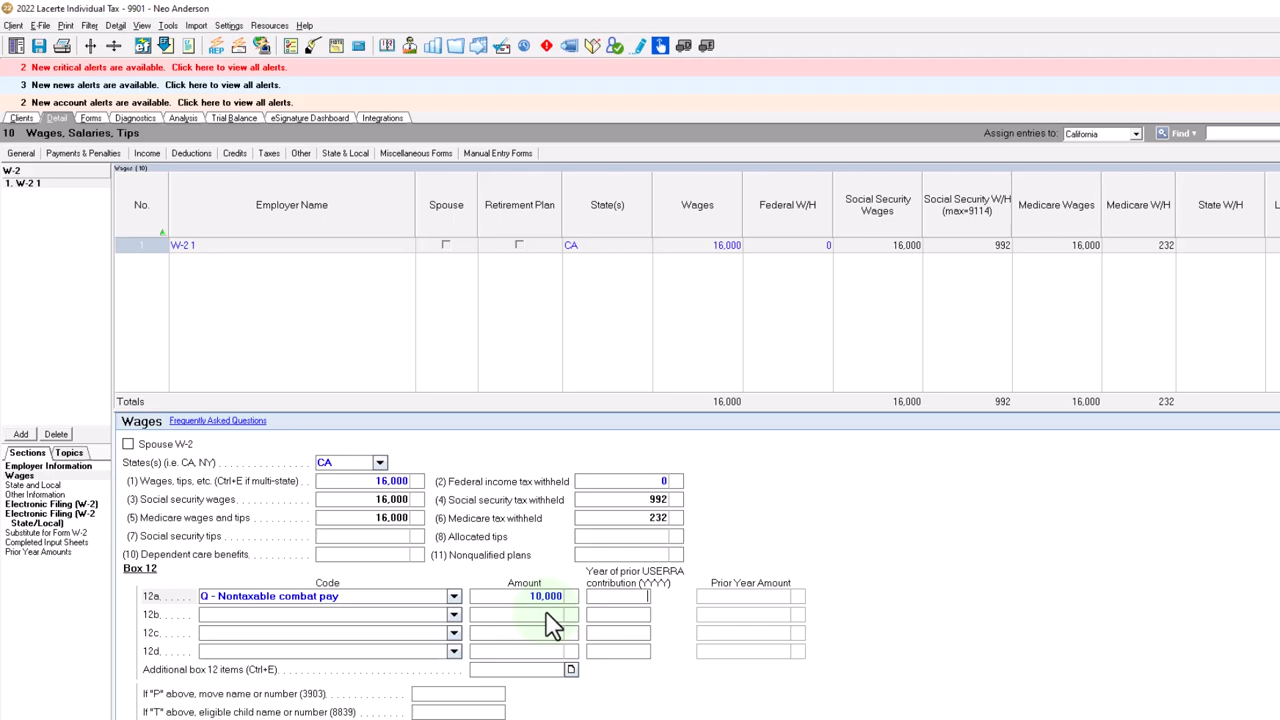 2022 Lacerte Individual Tax - 9901 - Neo Anderson
Client E-File Print Filter Detail View Tools Import Settings Resources Help
2 New critical alerts are available. Click here to view all alerts.
3 New news alerts are available. Click here to view all alerts.
2 New account alerts are available. Click here to view all alerts.
Clients Detail Forms Diagnostics Analysis Trial Balance eSignature Dashboard Integrations
10 Wages, Salaries, Tips Assign entries to: California Find
General Payments & Penalties Income Deductions Credits Taxes Other State & Local Miscellaneous Forms Manual Entry Forms
W-2
1. W-2 1
Wages (10)
No. Employer Name Spouse Retirement Plan State(s) Wages Federal W/H Social Security Wages Social Security W/H (max=9114) Medicare Wages Medicare W/H State W/H L
1 W-2 1 CA 16,000 0 16,000 992 16,000 232
Totals 16,000 16,000 992 16,000 232
Add Delete
Sections Topics
Employer Information
Wages
State and Local
Other Information
Electronic Filing (W-2)
Electronic Filing (W-2
State/Local)
Substitute for Form W-2
Completed Input Sheets
Prior Year Amounts
Wages Frequently Asked Questions
Spouse W-2
States(s) (i.e. CA, NY) CA
(1) Wages, tips, etc. (Ctrl+E if multi-state) 16,000 (2) Federal income tax withheld 0
(3) Social security wages 16,000 (4) Social security tax withheld 992
(5) Medicare wages and tips 16,000 (6) Medicare tax withheld 232
(7) Social security tips (8) Allocated tips
(10) Dependent care benefits (11) Nonqualified plans
Box 12
Code Amount Year of prior USERRA contribution (YYYY) Prior Year Amount
12a Q - Nontaxable combat pay 10,000
12b
12c
12d
Additional box 12 items (Ctrl+E)
If "P" above, move name or number (3903)
If "T" above, eligible child name or number (8839)